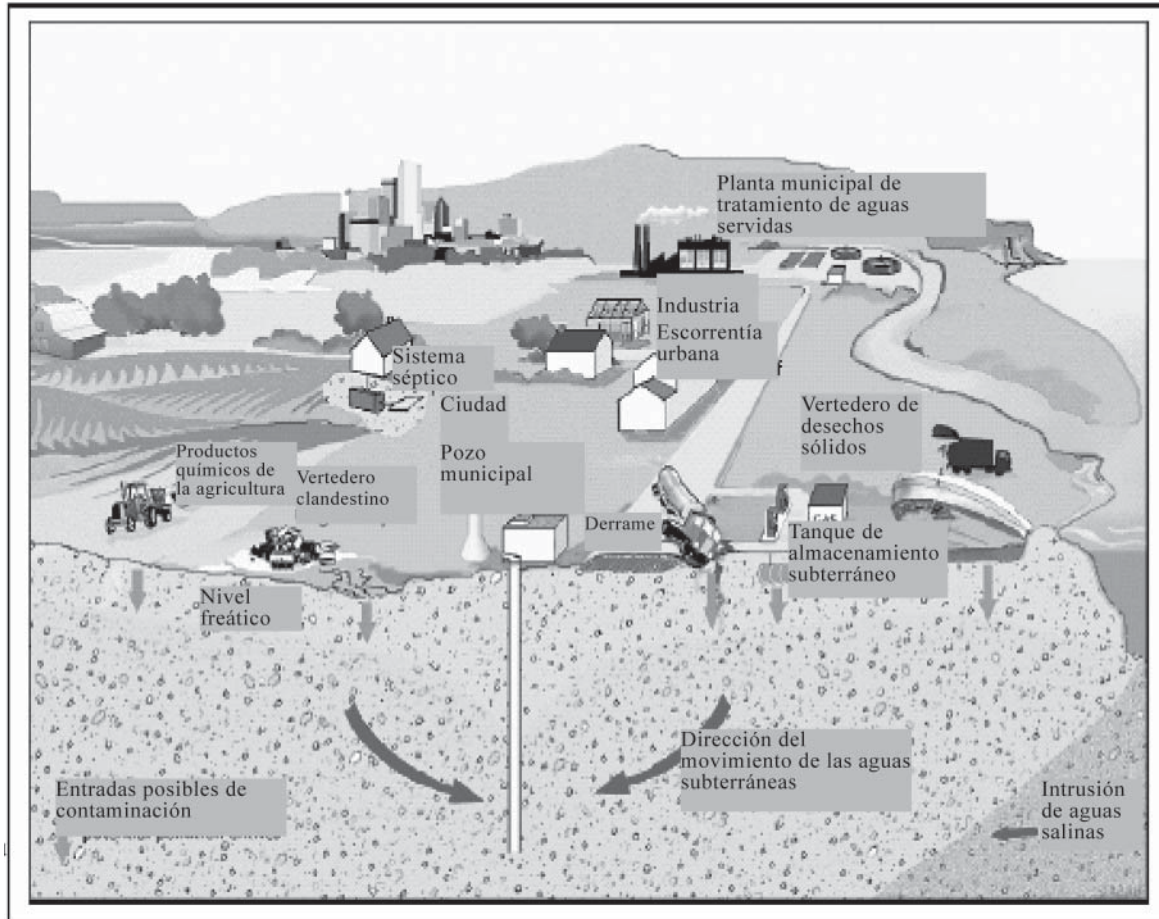 Planta municipal de
tratamiento de aguas
servidas
Industria
Escorrentía
urbana
f
Sistema
séptico
Ciudad
Vertedero de
desechos
sólidos
Pozo
municipal
Productos
químicos de
la agricultura
Vertedero
clandestino
Derrame
GAS
Tanque de
almacenamiento
subterráneo
Nivel
freático
Dirección del
movimiento de las aguas
subterráneas
Entradas posibles de
contaminación
Intrusión
de aguas
salinas